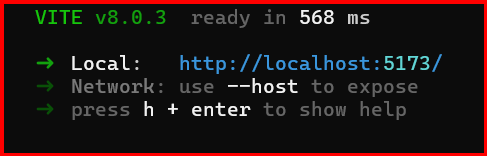 VITE v8.0.3 ready in 568 ms
➜ Local: http://localhost:5173/
➜ Network: use --host to expose
➜ press h + enter to show help